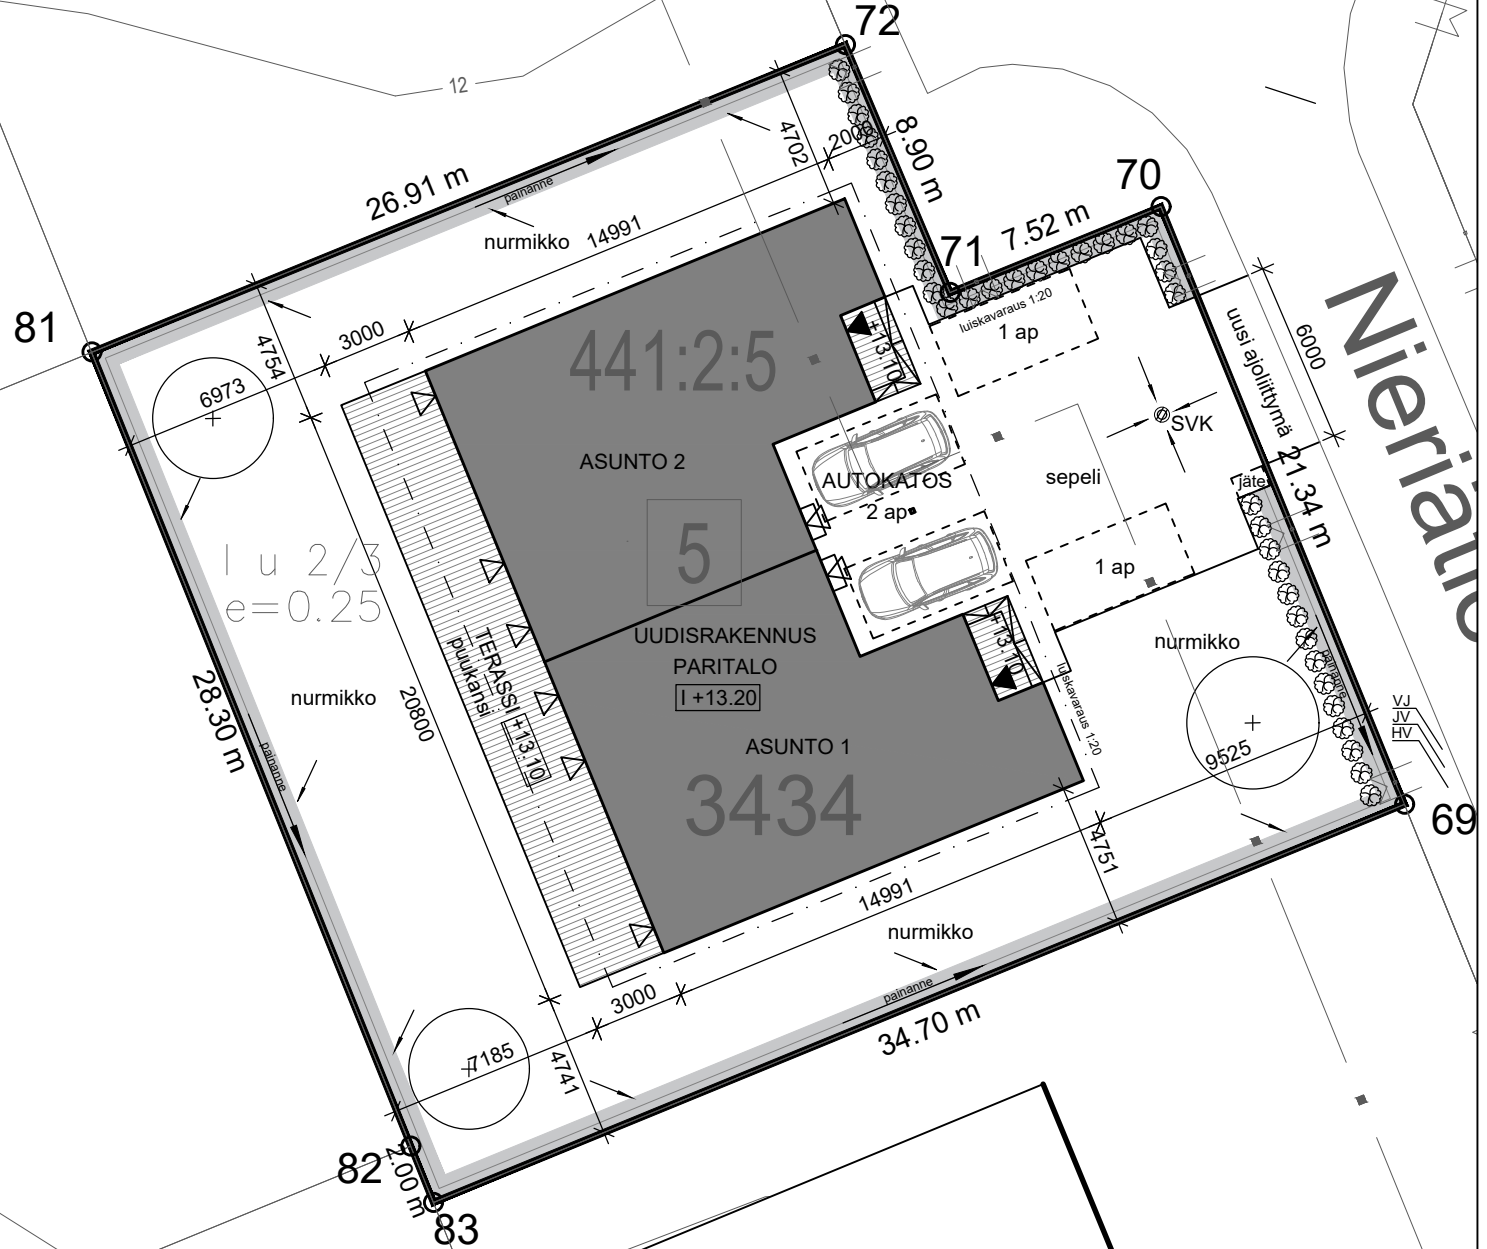 72
12
4702
2000
8.90 m
26.91 m
painanne
nurmikko
14991
70
7.52 m
71
81
3000
4754
6973
luiskavaraus 1:20
1 ap
+13.10
441:2:5
uusi ajoliittymä
6000
SVK
ASUNTO 2
AUTOKATOS
2 ap
sepeli
jäte
21.34 m
5
I u 2/3
e=0.25
1 ap
UUDISRAKENNUS
PARITALO
I +13.20
+13.10
nurmikko
painanne
TERASSI
puukansi
+13.10
28.30 m
nurmikko
20800
luiskavaraus 1:20
VJ
JV
HV
ASUNTO 1
9525
painanne
3434
69
4751
14991
nurmikko
painanne
3000
34.70 m
7185
4741
82
2.00 m
83